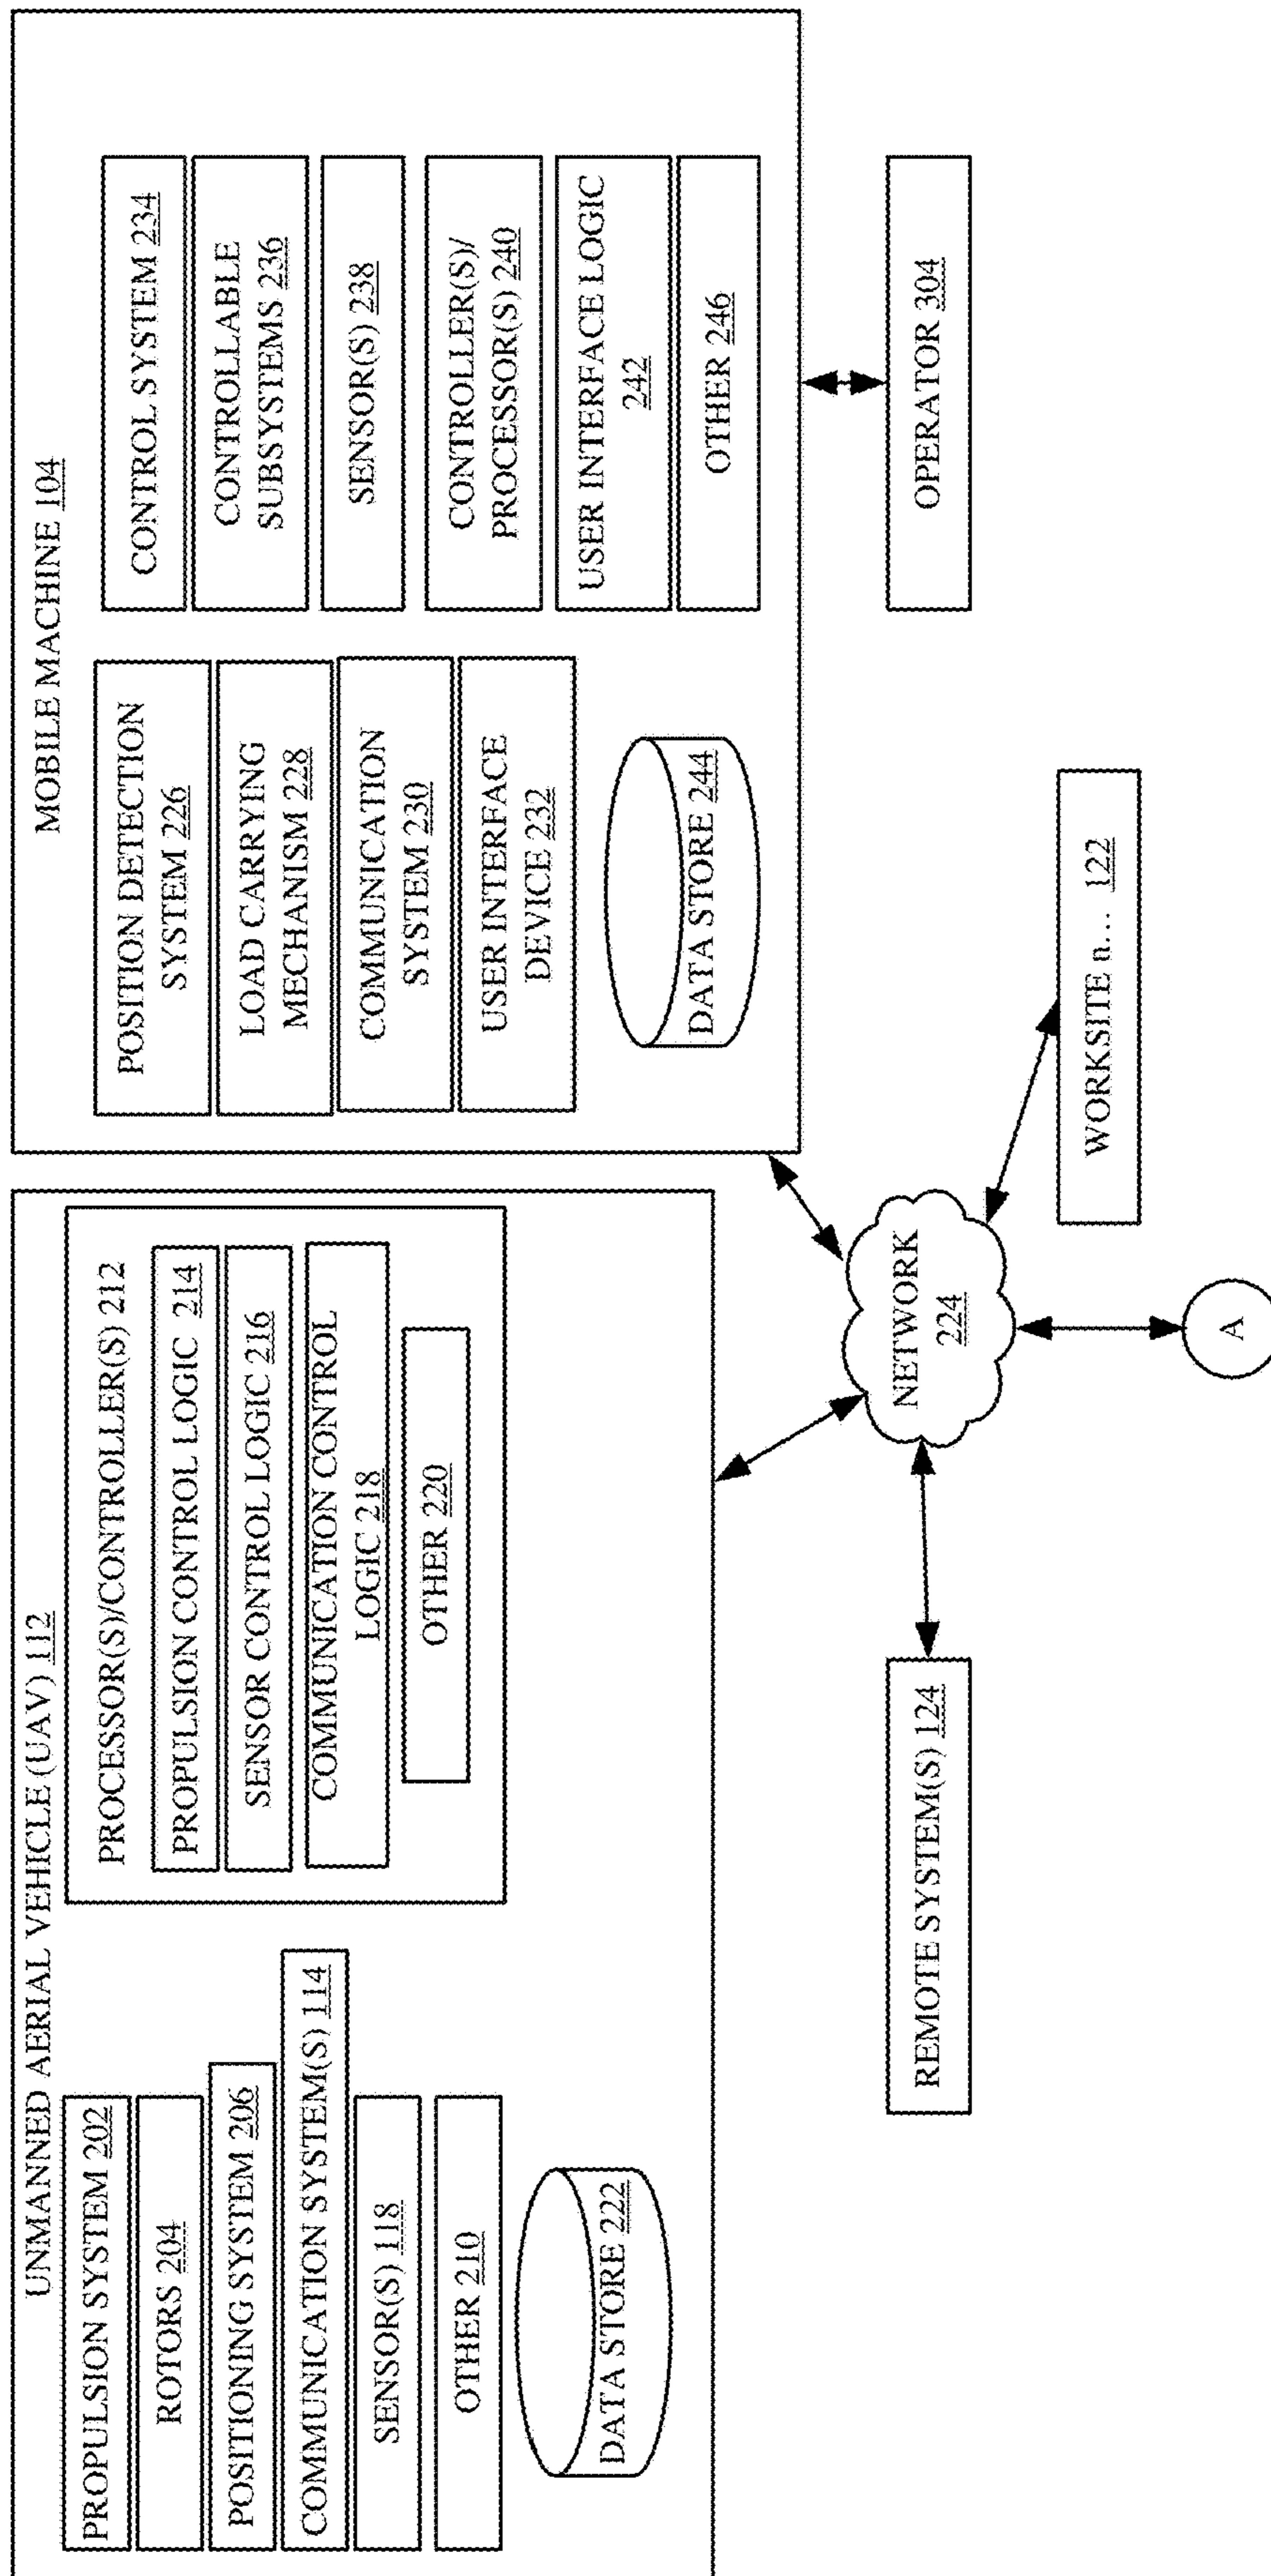 UNMANNED AERIAL VEHICLE (UAV) 112
PROPULSION SYSTEM 202
ROTORS 204
POSITIONING SYSTEM 206
COMMUNICATION SYSTEM(S) 114
SENSOR(S) 118
OTHER 210
DATA STORE 222
PROCESSOR(S)/CONTROLLER(S) 212
PROPULSION CONTROL LOGIC 214
SENSOR CONTROL LOGIC 216
COMMUNICATION CONTROL
LOGIC 218
OTHER 220
MOBILE MACHINE 104
POSITION DETECTION
SYSTEM 226
LOAD CARRYING
MECHANISM 228
COMMUNICATION
SYSTEM 230
USER INTERFACE
DEVICE 232
DATA STORE 244
CONTROL SYSTEM 234
CONTROLLABLE
SUBSYSTEMS 236
SENSOR(S) 238
CONTROLLER(S)/
PROCESSOR(S) 240
USER INTERFACE LOGIC
242
OTHER 246
REMOTE SYSTEM(S) 124
NETWORK
224
OPERATOR 304
WORKSITE n... 122
A